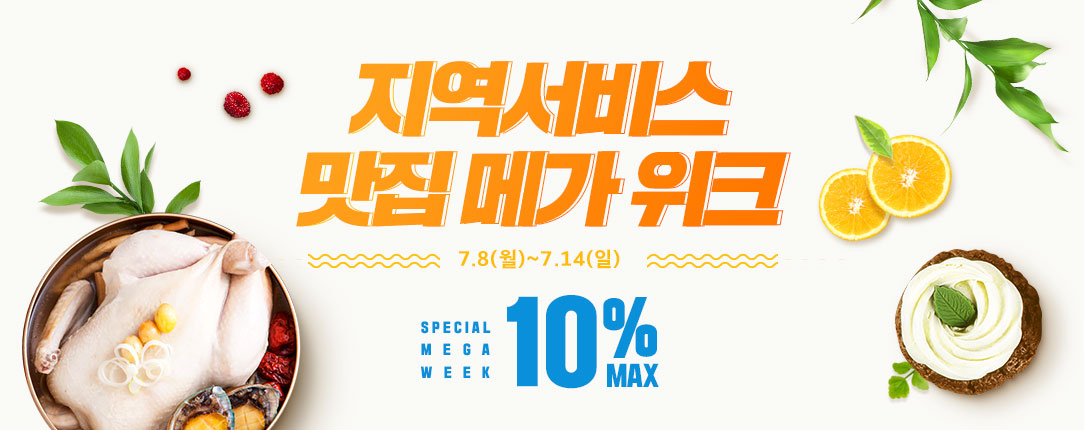 지역서비스
맛집 메가 위크
7.8(월)~7.14(일)
SPECIAL
MEGA
WEEK
10%
MAX